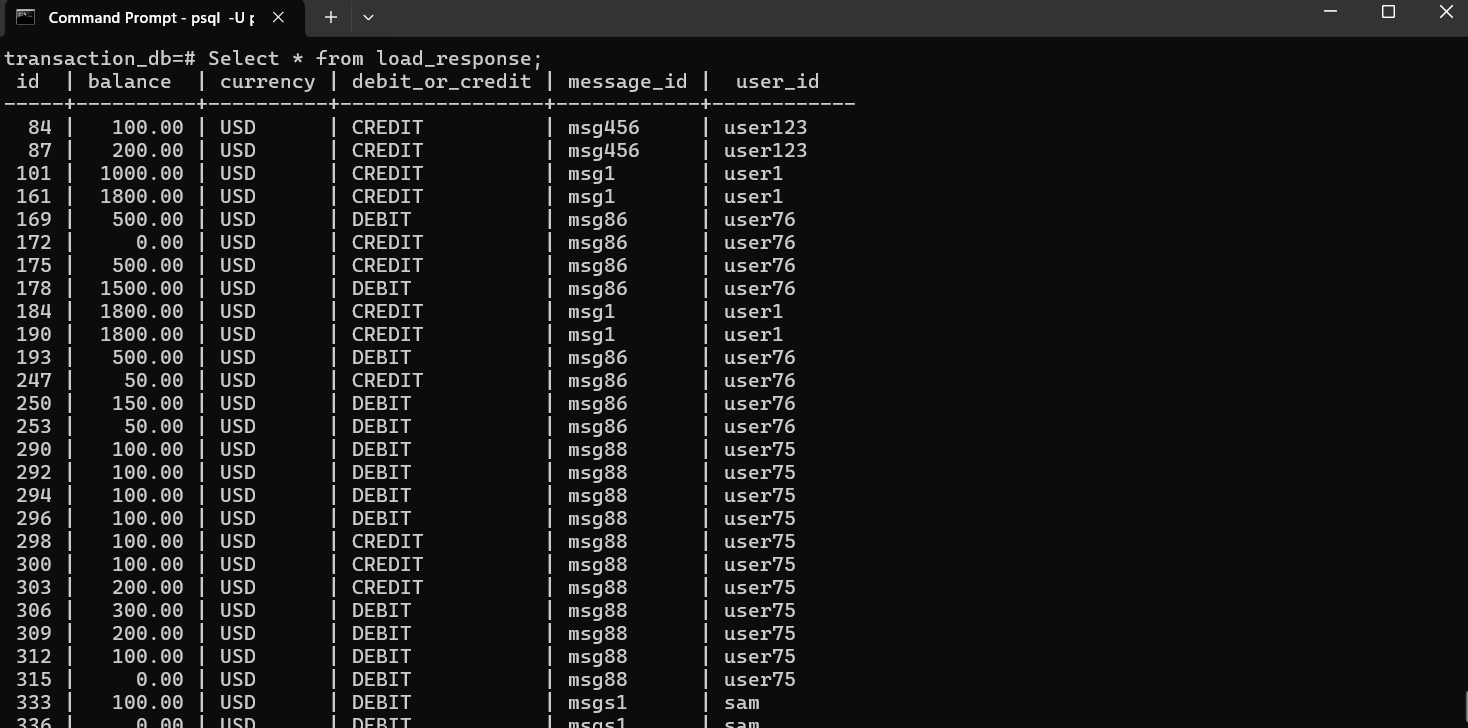 Command Prompt - psql -U p
transaction_db=# Select * from load_response;
 id  | balance  | currency | debit_or_credit | message_id |  user_id
-----+----------+----------+-----------------+------------+------------
  84 |   100.00 | USD      | CREDIT          | msg456     | user123
  87 |   200.00 | USD      | CREDIT          | msg456     | user123
 101 |  1000.00 | USD      | CREDIT          | msg1       | user1
 161 |  1800.00 | USD      | CREDIT          | msg1       | user1
 169 |   500.00 | USD      | DEBIT           | msg86      | user76
 172 |     0.00 | USD      | CREDIT          | msg86      | user76
 175 |   500.00 | USD      | CREDIT          | msg86      | user76
 178 |  1500.00 | USD      | DEBIT           | msg86      | user76
 184 |  1800.00 | USD      | CREDIT          | msg1       | user1
 190 |  1800.00 | USD      | CREDIT          | msg1       | user1
 193 |   500.00 | USD      | DEBIT           | msg86      | user76
 247 |    50.00 | USD      | CREDIT          | msg86      | user76
 250 |   150.00 | USD      | DEBIT           | msg86      | user76
 253 |    50.00 | USD      | DEBIT           | msg86      | user76
 290 |   100.00 | USD      | DEBIT           | msg88      | user75
 292 |   100.00 | USD      | DEBIT           | msg88      | user75
 294 |   100.00 | USD      | DEBIT           | msg88      | user75
 296 |   100.00 | USD      | DEBIT           | msg88      | user75
 298 |   100.00 | USD      | CREDIT          | msg88      | user75
 300 |   100.00 | USD      | CREDIT          | msg88      | user75
 303 |   200.00 | USD      | CREDIT          | msg88      | user75
 306 |   300.00 | USD      | DEBIT           | msg88      | user75
 309 |   200.00 | USD      | DEBIT           | msg88      | user75
 312 |   100.00 | USD      | DEBIT           | msg88      | user75
 315 |     0.00 | USD      | DEBIT           | msg88      | user75
 333 |   100.00 | USD      | DEBIT           | msgs1      | sam
 336 |     0.00 | USD      | DEBIT           | msgs1      | sam